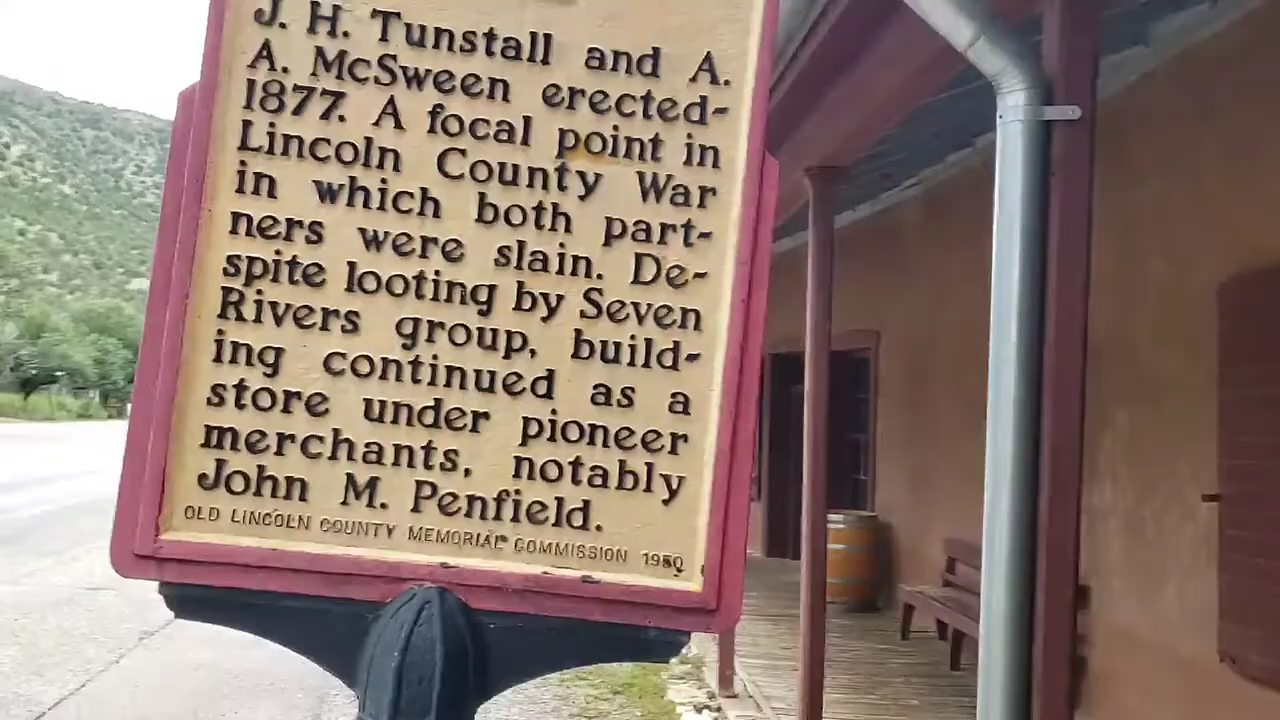 J. H. Tunstall and A.
A. McSween erected-
1877. A focal point in
Lincoln County War
in which both part-
ners were slain. De-
spite looting by Seven
Rivers group, build-
ing continued as a
store under pioneer
merchants, notably
John M. Penfield.
OLD LINCOLN COUNTY MEMORIAL COMMISSION